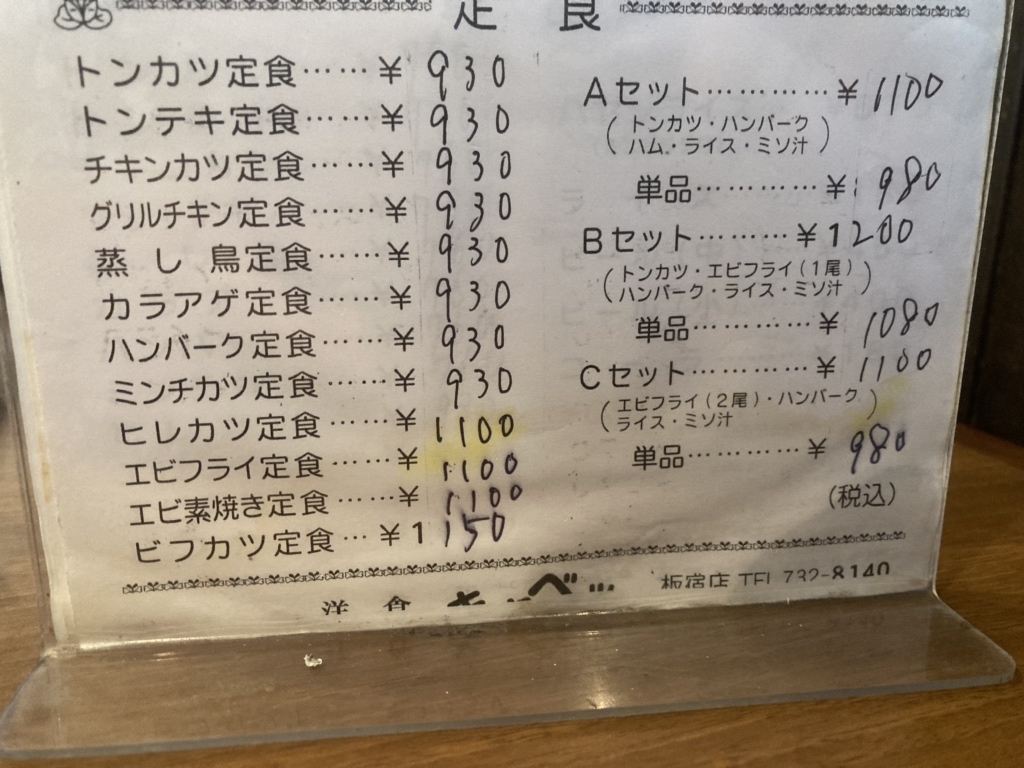 定食
トンカツ定食……¥930
トンテキ定食……¥930
チキンカツ定食……¥930
グリルチキン定食……¥930
蒸し鳥定食……¥930
カラアゲ定食……¥930
ハンバーク定食……¥930
ミンチカツ定食……¥930
ヒレカツ定食……¥1100
エビフライ定食……¥1100
エビ素焼き定食……¥1100
ビフカツ定食…¥1150
Aセット…………¥1100
(トンカツ・ハンバーク
ハム・ライス・ミソ汁)
単品…………¥980
Bセット………¥1200
(トンカツ・エビフライ(1尾)
ハンバーク・ライス・ミソ汁)
単品…………¥1080
Cセット…………¥1100
(エビフライ(2尾)・ハンバーク
ライス・ミソ汁)
単品…………¥980
(税込)
洋食
板宿店 TEL 732-8140